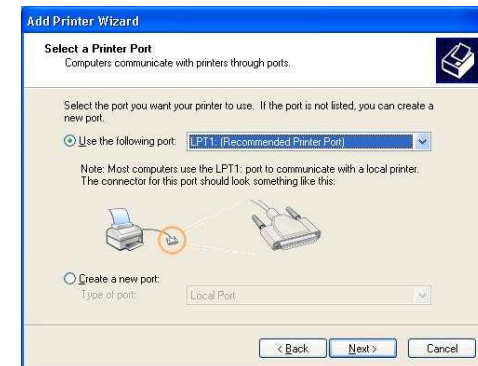 Add Printer Wizard
Select a Printer Port
Computers communicate with printers through ports.
Select the port you want your printer to use. If the port is not listed, you can create a
new port.
Use the following port: LPT1: (Recommended Printer Port)
Note: Most computers use the LPT1: port to communicate with a local printer.
The connector for this port should look something like this:
Create a new port:
Type of port: Local Port
< Back Next > Cancel